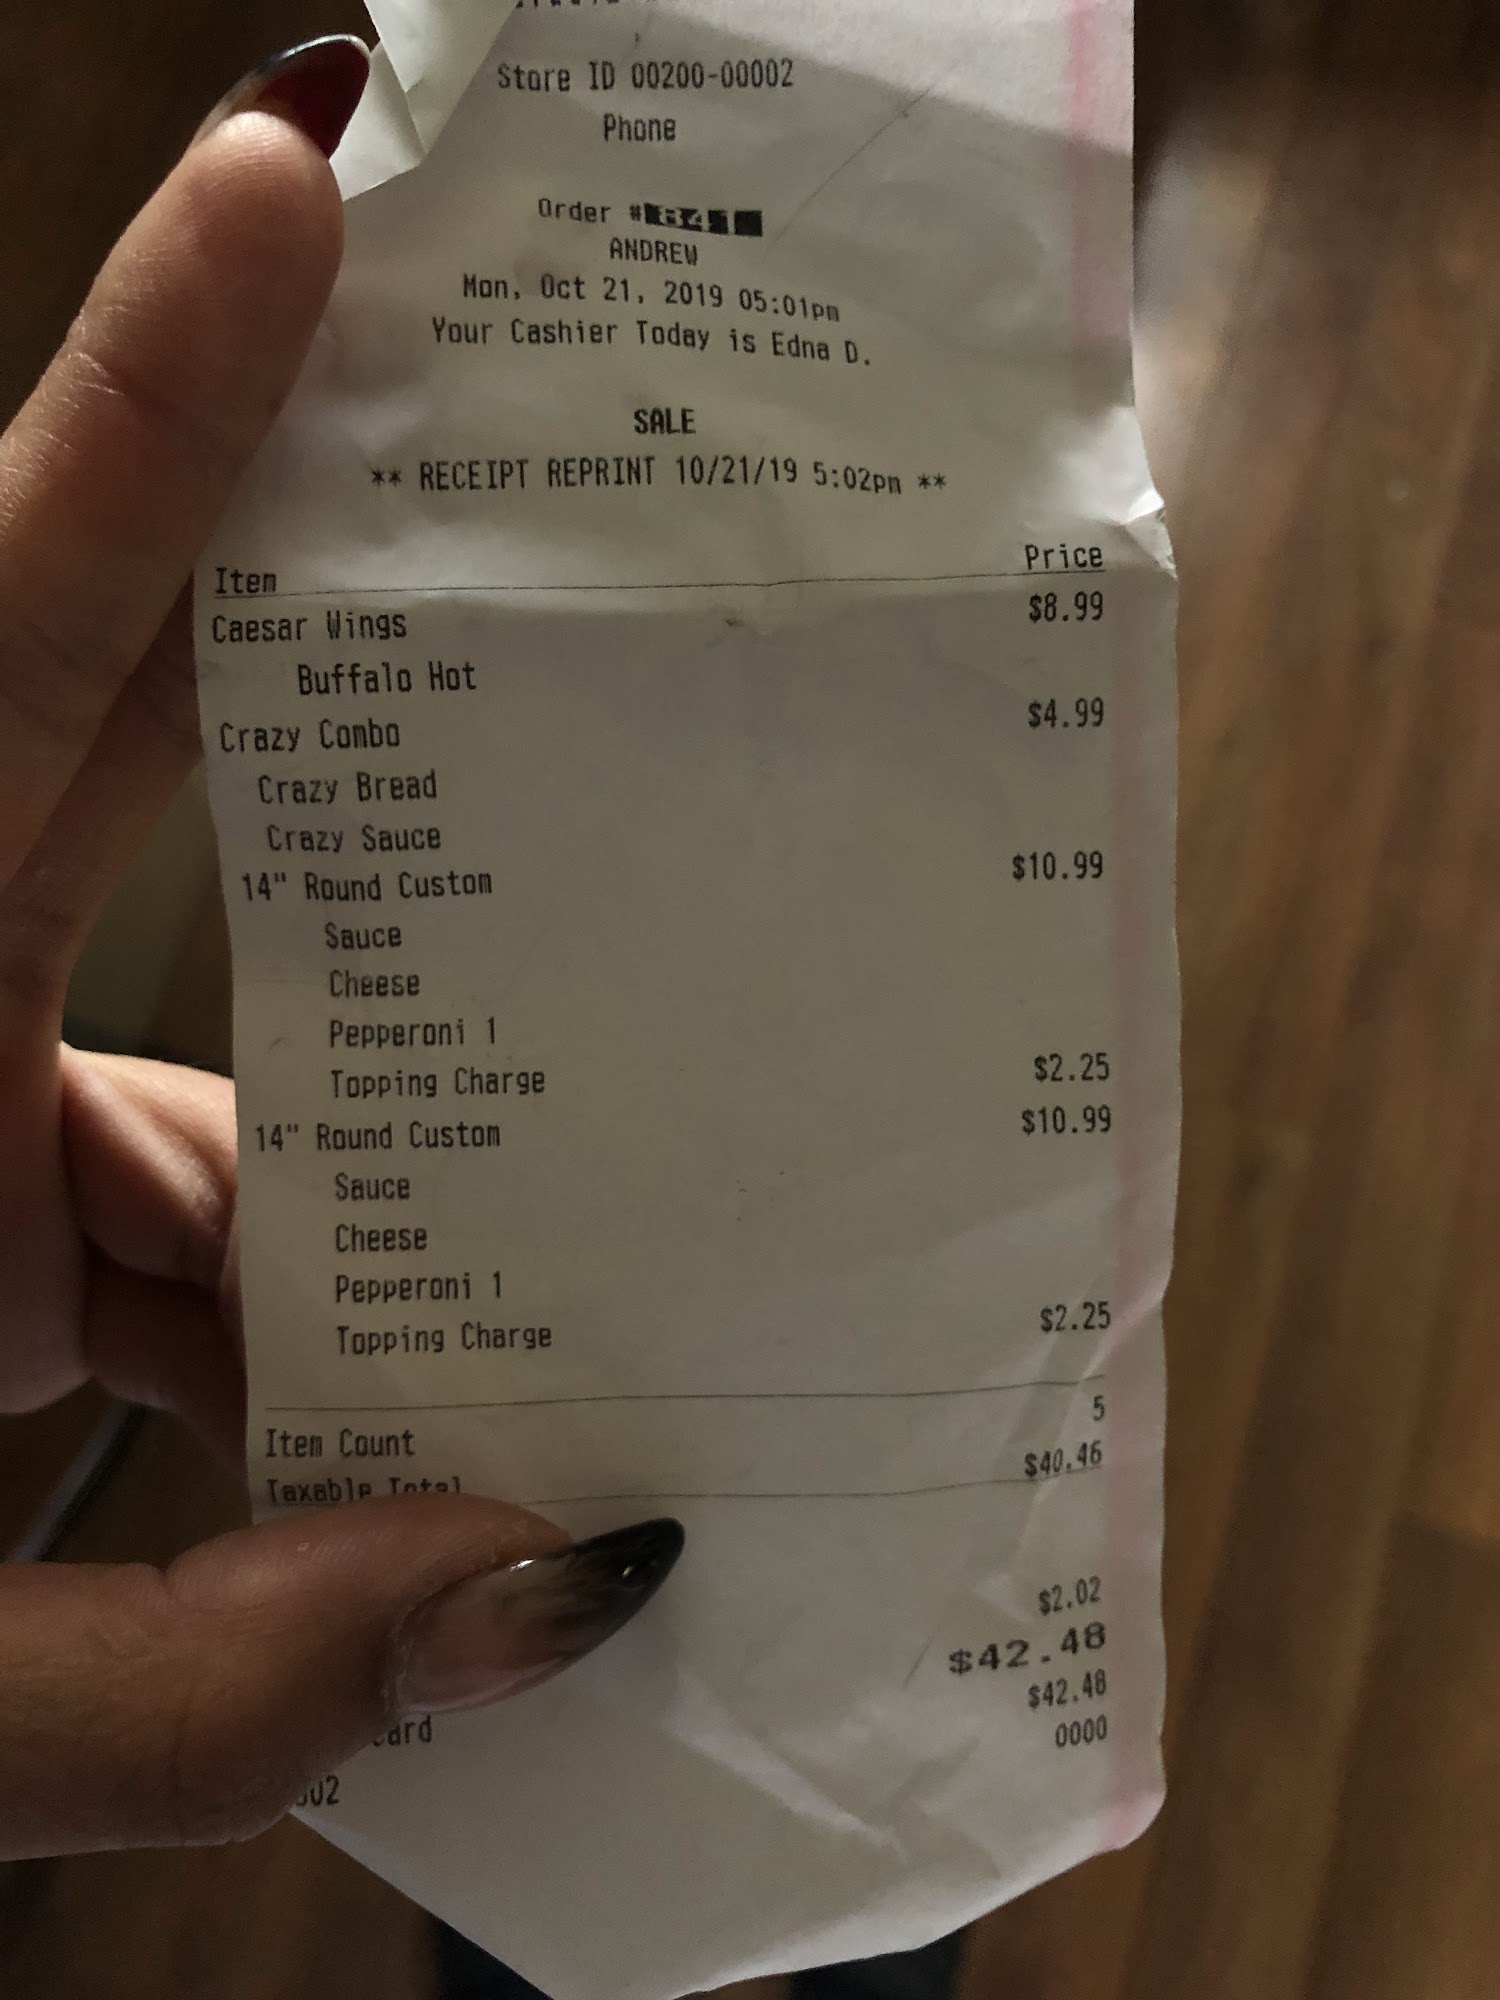 Store ID 00200-00002
Phone
Order #
ANDREW
Mon, Oct 21, 2019 05:01pm
Your Cashier Today is Edna D.
SALE
** RECEIPT REPRINT 10/21/19 5:02pm **
Item Price
Caesar Wings $8.99
Buffalo Hot
Crazy Combo $4.99
Crazy Bread
Crazy Sauce
14" Round Custom $10.99
Sauce
Cheese
Pepperoni 1
Topping Charge $2.25
14" Round Custom $10.99
Sauce
Cheese
Pepperoni 1
Topping Charge $2.25
Item Count 5
Taxable Total $40.46
$2.02
$42.48
$42.48
ard 0000
02